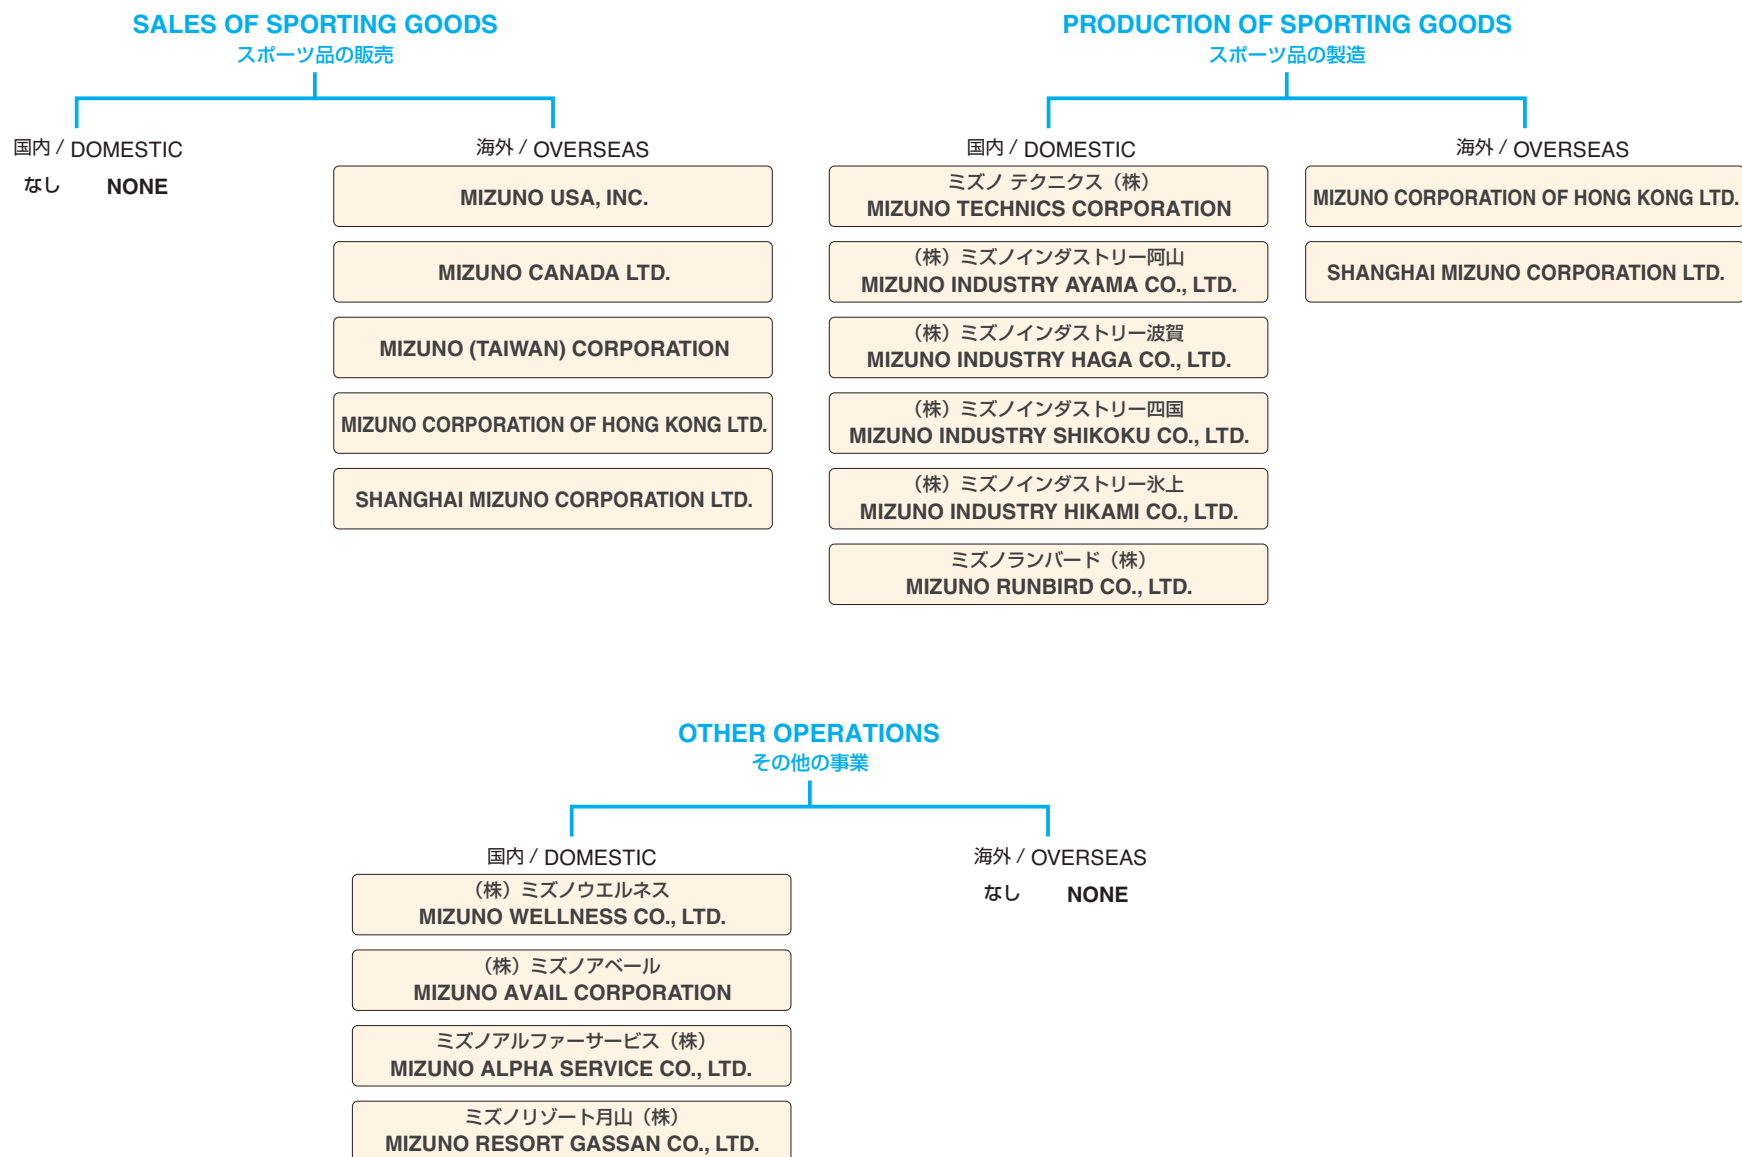 SALES OF SPORTING GOODS
スポーツ品の販売
国内 / DOMESTIC
なし NONE
海外 / OVERSEAS
MIZUNO USA, INC.
MIZUNO CANADA LTD.
MIZUNO (TAIWAN) CORPORATION
MIZUNO CORPORATION OF HONG KONG LTD.
SHANGHAI MIZUNO CORPORATION LTD.
PRODUCTION OF SPORTING GOODS
スポーツ品の製造
国内 / DOMESTIC
ミズノ テクニクス（株）
MIZUNO TECHNICS CORPORATION
（株）ミズノインダストリー阿山
MIZUNO INDUSTRY AYAMA CO., LTD.
（株）ミズノインダストリー波賀
MIZUNO INDUSTRY HAGA CO., LTD.
（株）ミズノインダストリー四国
MIZUNO INDUSTRY SHIKOKU CO., LTD.
（株）ミズノインダストリー氷上
MIZUNO INDUSTRY HIKAMI CO., LTD.
ミズノランバード（株）
MIZUNO RUNBIRD CO., LTD.
海外 / OVERSEAS
MIZUNO CORPORATION OF HONG KONG LTD.
SHANGHAI MIZUNO CORPORATION LTD.
OTHER OPERATIONS
その他の事業
国内 / DOMESTIC
（株）ミズノウエルネス
MIZUNO WELLNESS CO., LTD.
（株）ミズノアベール
MIZUNO AVAIL CORPORATION
ミズノアルファーサービス（株）
MIZUNO ALPHA SERVICE CO., LTD.
ミズノリゾート月山（株）
MIZUNO RESORT GASSAN CO., LTD.
海外 / OVERSEAS
なし NONE